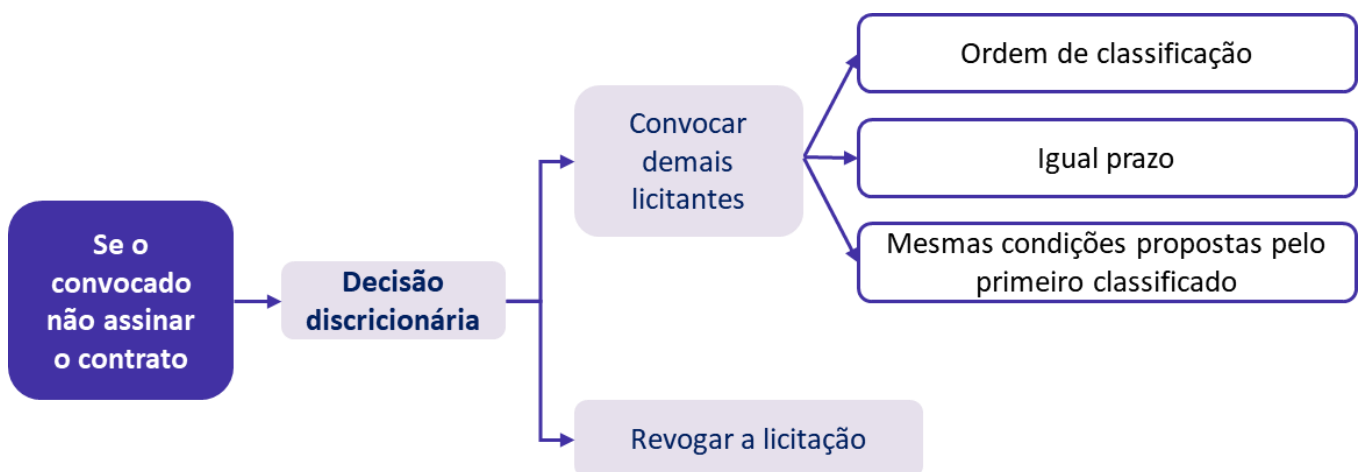 Se o
convocado
não assinar
o contrato
Decisão
discricionária
Convocar
demais
licitantes
Ordem de classificação
Igual prazo
Mesmas condições propostas pelo
primeiro classificado
Revogar a licitação